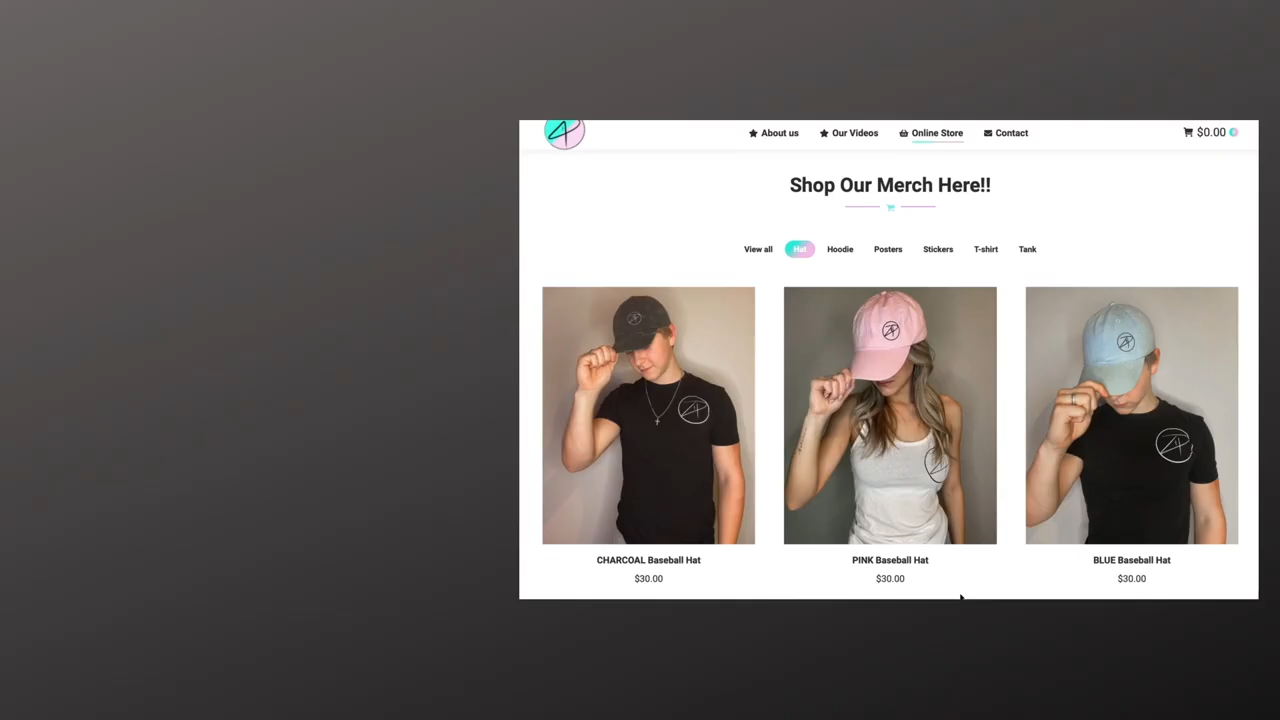 About us
Our Videos
Online Store
Contact
$0.00
Shop Our Merch Here!!
View all
Hat
Hoodie
Posters
Stickers
T-shirt
Tank
CHARCOAL Baseball Hat
PINK Baseball Hat
BLUE Baseball Hat
$30.00
$30.00
$30.00